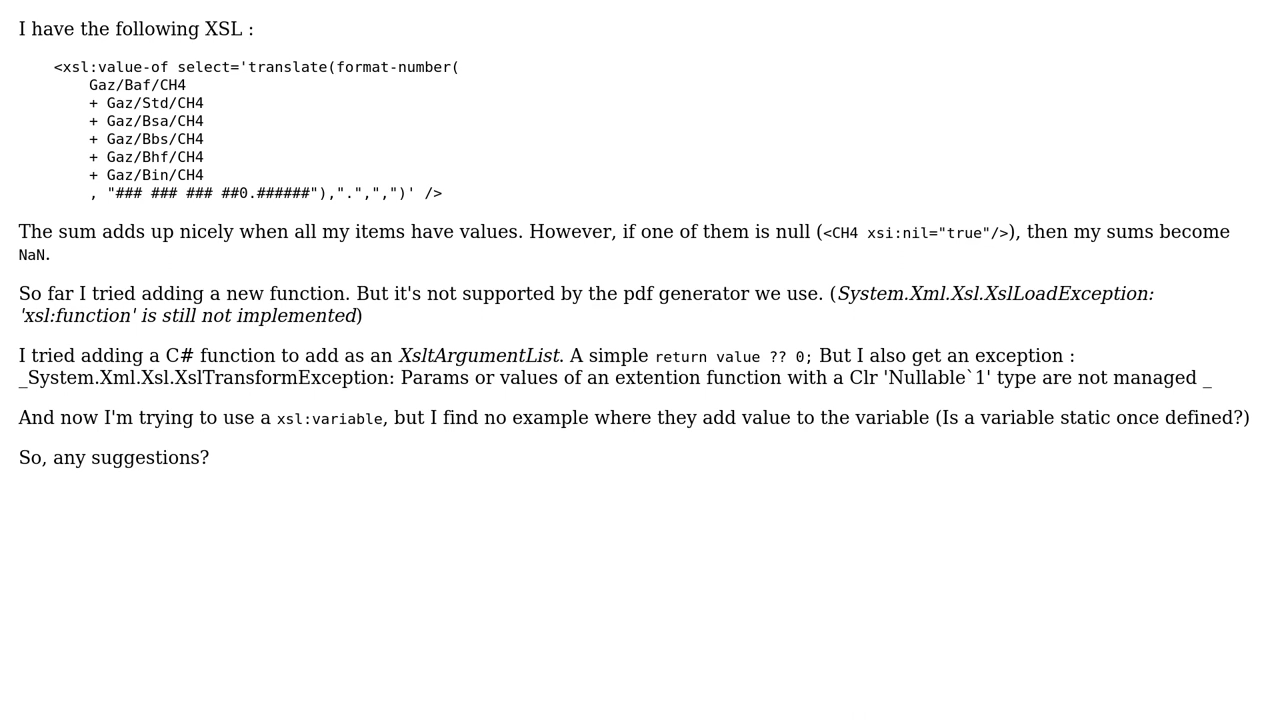 I have the following XSL :
<xsl:value-of select='translate(format-number(
Gaz/Baf/CH4
+ Gaz/Std/CH4
+ Gaz/Bsa/CH4
+ Gaz/Bbs/CH4
+ Gaz/Bhf/CH4
+ Gaz/Bin/CH4
, "### ### ### ##0.######"),".",",")' />
The sum adds up nicely when all my items have values. However, if one of them is null (<CH4 xsi:nil="true"/>), then my sums become
NaN.
So far I tried adding a new function. But it's not supported by the pdf generator we use. (System.Xml.Xsl.XslLoadException:
'xsl:function' is still not implemented)
I tried adding a C# function to add as an XsltArgumentList. A simple return value ?? 0; But I also get an exception :
_System.Xml.Xsl.XslTransformException: Params or values of an extention function with a Clr 'Nullable`1' type are not managed _
And now I'm trying to use a xsl:variable, but I find no example where they add value to the variable (Is a variable static once defined?)
So, any suggestions?